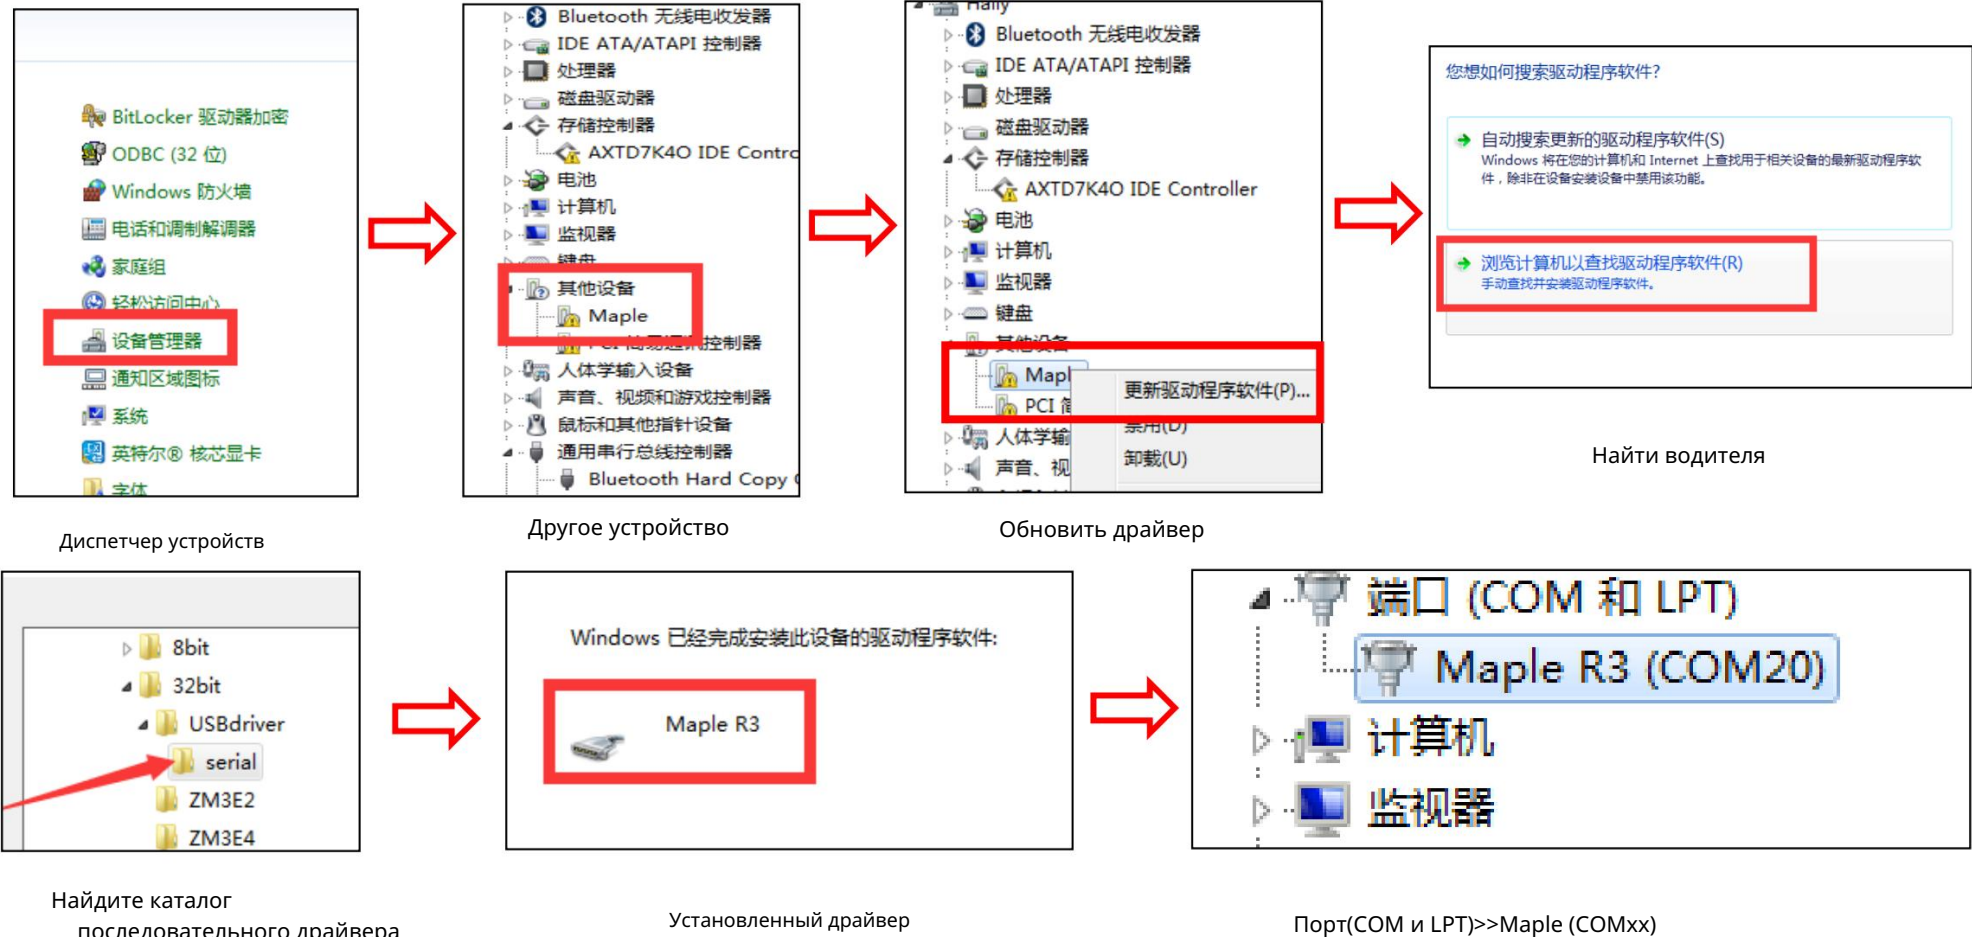 BitLocker 驱动器加密
ODBC (32 位)
Windows 防火墙
电话和调制解调器
家庭组
轻松访问中心
设备管理器
通知区域图标
系统
英特尔® 核芯显卡
字体
Диспетчер устройств
Bluetooth 无线电收发器
IDE ATA/ATAPI 控制器
处理器
磁盘驱动器
存储控制器
AXTD7K4O IDE Contro
电池
计算机
监视器
键盘
其他设备
Maple
PCI 简易通讯控制器
人体学输入设备
声音、视频和游戏控制器
鼠标和其他指针设备
通用串行总线控制器
Bluetooth Hard Copy
Другое устройство
Hally
Bluetooth 无线电收发器
IDE ATA/ATAPI 控制器
处理器
磁盘驱动器
存储控制器
AXTD7K4O IDE Controller
电池
计算机
监视器
键盘
其他设备
Mapl
更新驱动程序软件(P)...
PCI 简
禁用(D)
人体学输
卸载(U)
声音、视
Обновить драйвер
您想如何搜索驱动程序软件?
自动搜索更新的驱动程序软件(S)
Windows 将在您的计算机和 Internet 上查找用于相关设备的最新驱动程序软
件，除非在设备安装设置中禁用该功能。
浏览计算机以查找驱动程序软件(R)
手动查找并安装驱动程序软件。
Найти водителя
8bit
32bit
USBdriver
serial
ZM3E2
ZM3E4
Найдите каталог
последовательного драйвера
Windows 已经完成安装此设备的驱动程序软件:
Maple R3
Установленный драйвер
端口 (COM 和 LPT)
Maple R3 (COM20)
计算机
监视器
Порт(COM и LPT)>>Maple (COMxx)